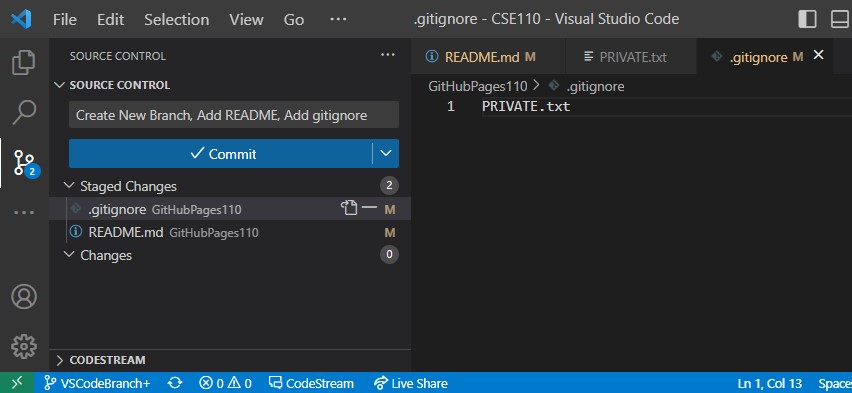 File Edit Selection View Go ··· .gitignore - CSE110 - Visual Studio Code
SOURCE CONTROL ···
SOURCE CONTROL
Create New Branch, Add README, Add gitignore
Commit
Staged Changes 2
.gitignore GitHubPages110 M
README.md GitHubPages110 M
Changes 0
CODESTREAM
2
README.md M PRIVATE.txt .gitignore M
GitHubPages110 > .gitignore
1 PRIVATE.txt
VSCodeBranch+ 0 0 CodeStream Live Share Ln 1, Col 13 Spaces